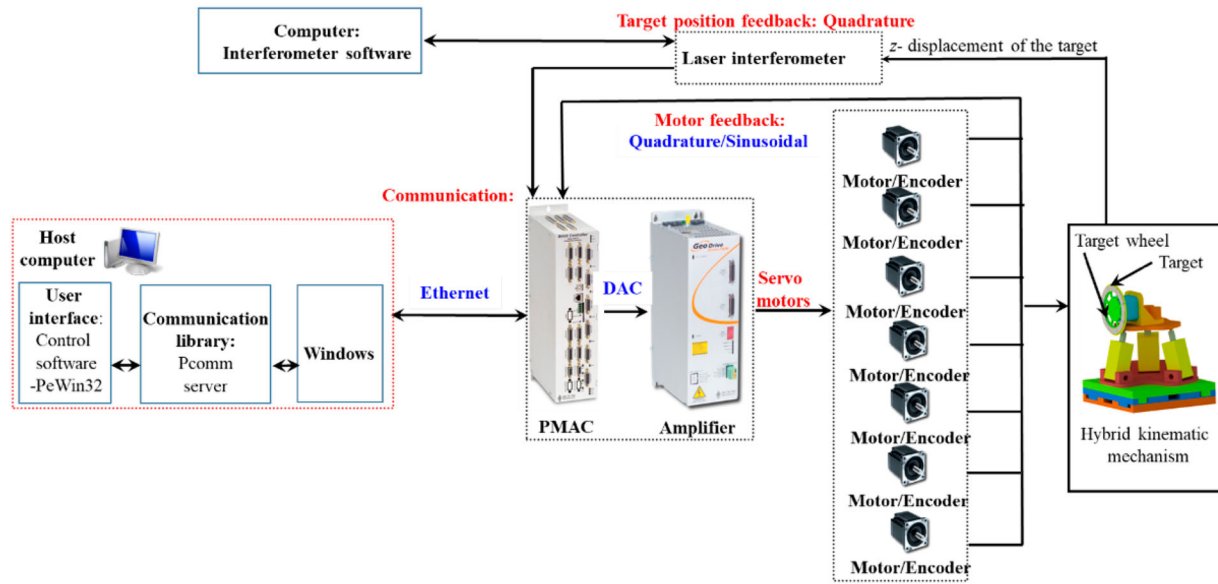 Target position feedback: Quadrature
Computer:
Interferometer software
Laser interferometer
z- displacement of the target
Motor feedback:
Quadrature/Sinusoidal
Communication:
Host
computer
User
interface:
Control
software
-PeWin32
Communication
library:
Pcomm
server
Windows
Ethernet
DAC
Geo Drive
PMAC
Amplifier
Servo
motors
Motor/Encoder
Motor/Encoder
Motor/Encoder
Motor/Encoder
Motor/Encoder
Motor/Encoder
Motor/Encoder
Target wheel
Target
Hybrid kinematic
mechanism